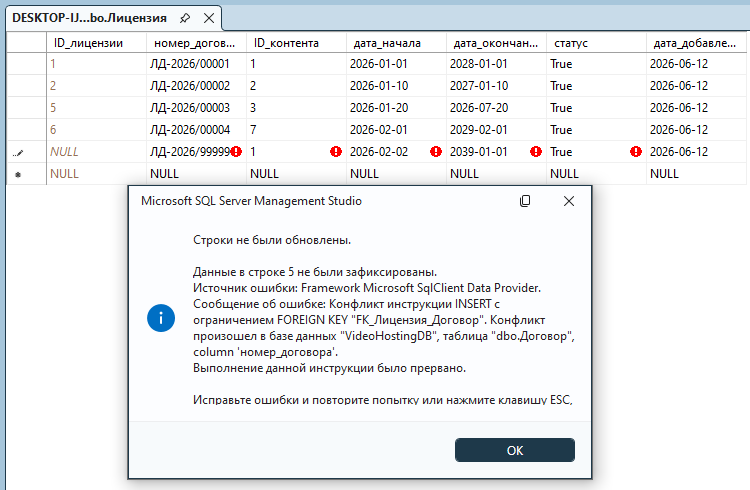 DESKTOP-IJ...bo.Лицензия
ID_лицензии номер_догов... ID_контента дата_начала дата_окончан... статус дата_добавле...
1 ЛД-2026/00001 1 2026-01-01 2028-01-01 True 2026-06-12
2 ЛД-2026/00002 2 2026-01-10 2027-01-10 True 2026-06-12
5 ЛД-2026/00003 3 2026-01-20 2026-07-20 True 2026-06-12
6 ЛД-2026/00004 7 2026-02-01 2029-02-01 True 2026-06-12
NULL ЛД-2026/99999 1 2026-02-02 2039-01-01 True 2026-06-12
NULL NULL NULL NULL NULL NULL NULL
Microsoft SQL Server Management Studio
Строки не были обновлены.
Данные в строке 5 не были зафиксированы.
Источник ошибки: Framework Microsoft SqlClient Data Provider.
Сообщение об ошибке: Конфликт инструкции INSERT с
ограничением FOREIGN KEY "FK_Лицензия_Договор". Конфликт
произошел в базе данных "VideoHostingDB", таблица "dbo.Договор",
column 'номер_договора'.
Выполнение данной инструкции было прервано.
Исправьте ошибки и повторите попытку или нажмите клавишу ESC,
OK